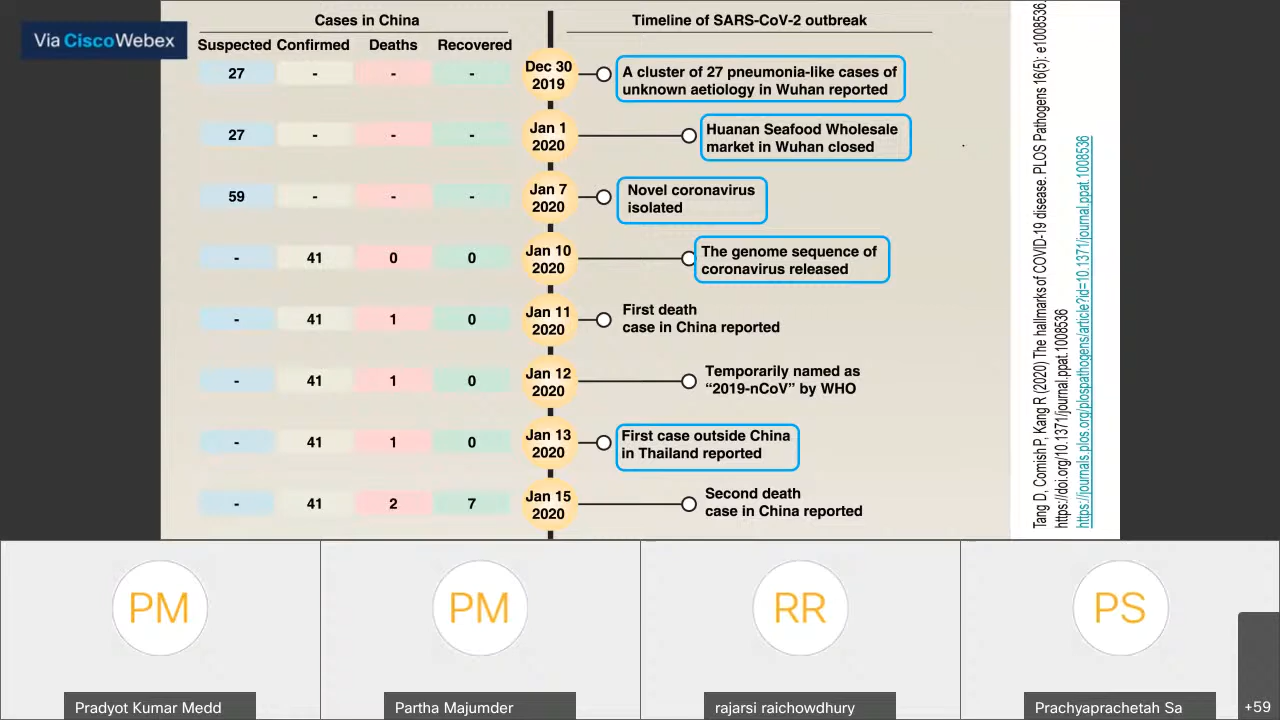 Via CiscoWebex
Cases in China
Timeline of SARS-CoV-2 outbreak
Suspected Confirmed Deaths Recovered
27 - - -
Dec 30
2019
A cluster of 27 pneumonia-like cases of
unknown aetiology in Wuhan reported
27 - - -
Jan 1
2020
Huanan Seafood Wholesale
market in Wuhan closed
59 - - -
Jan 7
2020
Novel coronavirus
isolated
- 41 0 0
Jan 10
2020
The genome sequence of
coronavirus released
- 41 1 0
Jan 11
2020
First death
case in China reported
- 41 1 0
Jan 12
2020
Temporarily named as
“2019-nCoV” by WHO
- 41 1 0
Jan 13
2020
First case outside China
in Thailand reported
- 41 2 7
Jan 15
2020
Second death
case in China reported
Tang D, Comish P, Kang R (2020) The hallmarks of COVID-19 disease. PLOS Pathogens 16(5): e1008536.
https://doi.org/10.1371/journal.ppat.1008536
https://journals.plos.org/plospathogens/article?id=10.1371/journal.ppat.1008536
PM
PM
RR
PS
Pradyot Kumar Medd
Partha Majumder
rajarsi raichowdhury
Prachyaprachetah Sa
+59